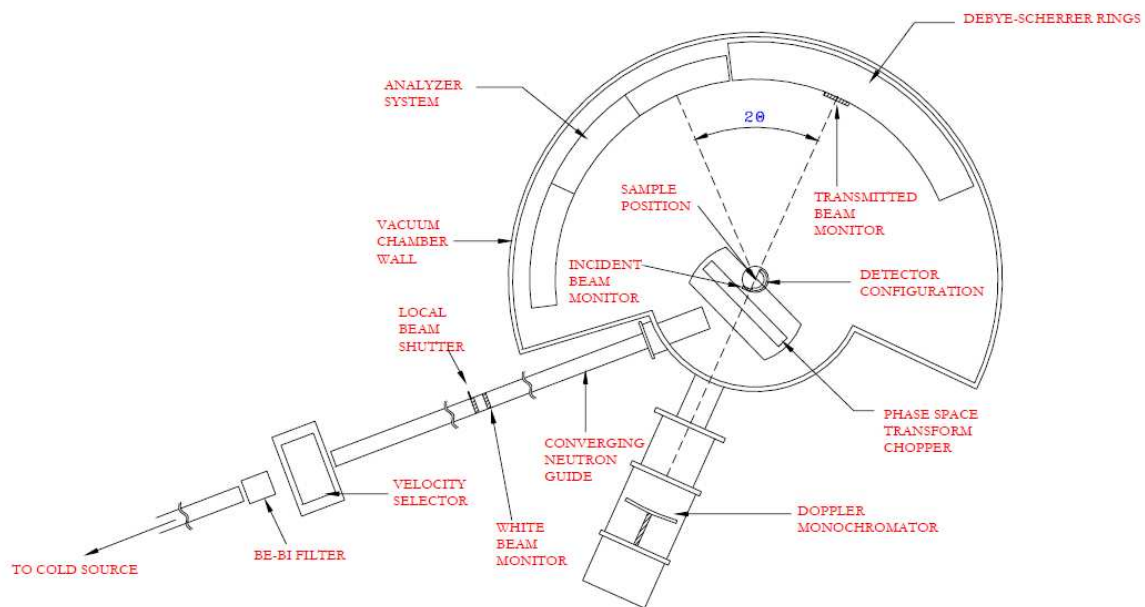 DEBYE-SCHERRER RINGS
ANALYZER
SYSTEM
2θ
SAMPLE
POSITION
TRANSMITTED
BEAM
MONITOR
VACUUM
CHAMBER
WALL
INCIDENT
BEAM
MONITOR
DETECTOR
CONFIGURATION
LOCAL
BEAM
SHUTTER
PHASE SPACE
TRANSFORM
CHOPPER
CONVERGING
NEUTRON
GUIDE
VELOCITY
SELECTOR
DOPPLER
MONOCHROMATOR
WHITE
BEAM
MONITOR
BE-BI FILTER
TO COLD SOURCE